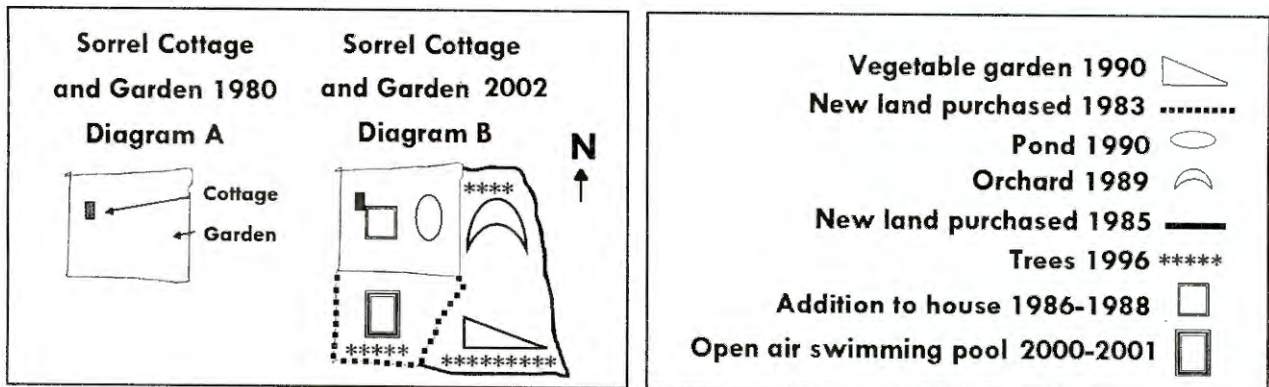 Sorrel Cottage
and Garden 1980
Diagram A
Cottage
Garden
Sorrel Cottage
and Garden 2002
Diagram B
N
Vegetable garden 1990
New land purchased 1983
Pond 1990
Orchard 1989
New land purchased 1985
Trees 1996
Addition to house 1986-1988
Open air swimming pool 2000-2001